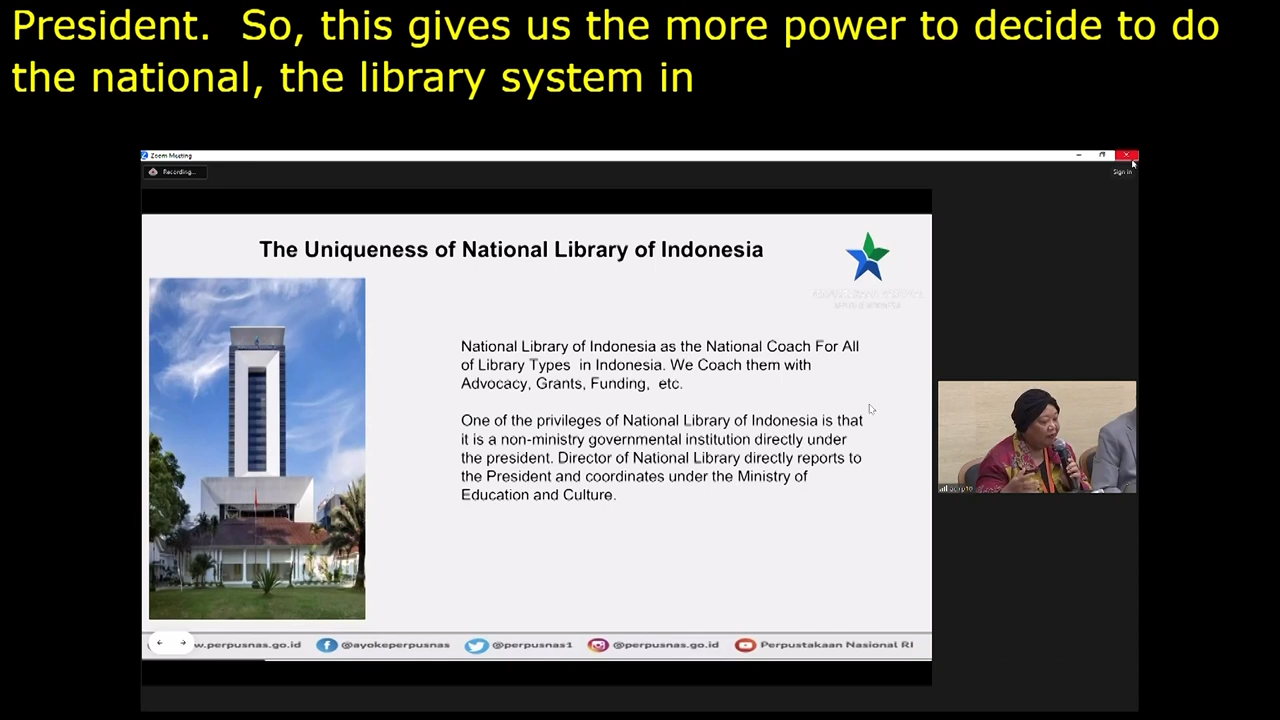 President.  So, this gives us the more power to decide to do
the national, the library system in
Zoom Meeting
Recording...
Sign in
The Uniqueness of National Library of Indonesia
National Library of Indonesia as the National Coach For All
of Library Types  in Indonesia. We Coach them with
Advocacy, Grants, Funding,  etc.
One of the privileges of National Library of Indonesia is that
it is a non-ministry governmental institution directly under
the president. Director of National Library directly reports to
the President and coordinates under the Ministry of
Education and Culture.
w.perpusnas.go.id @ayokeperpusnas @perpusnas1 @perpusnas.go.id Perpustakaan Nasional RI